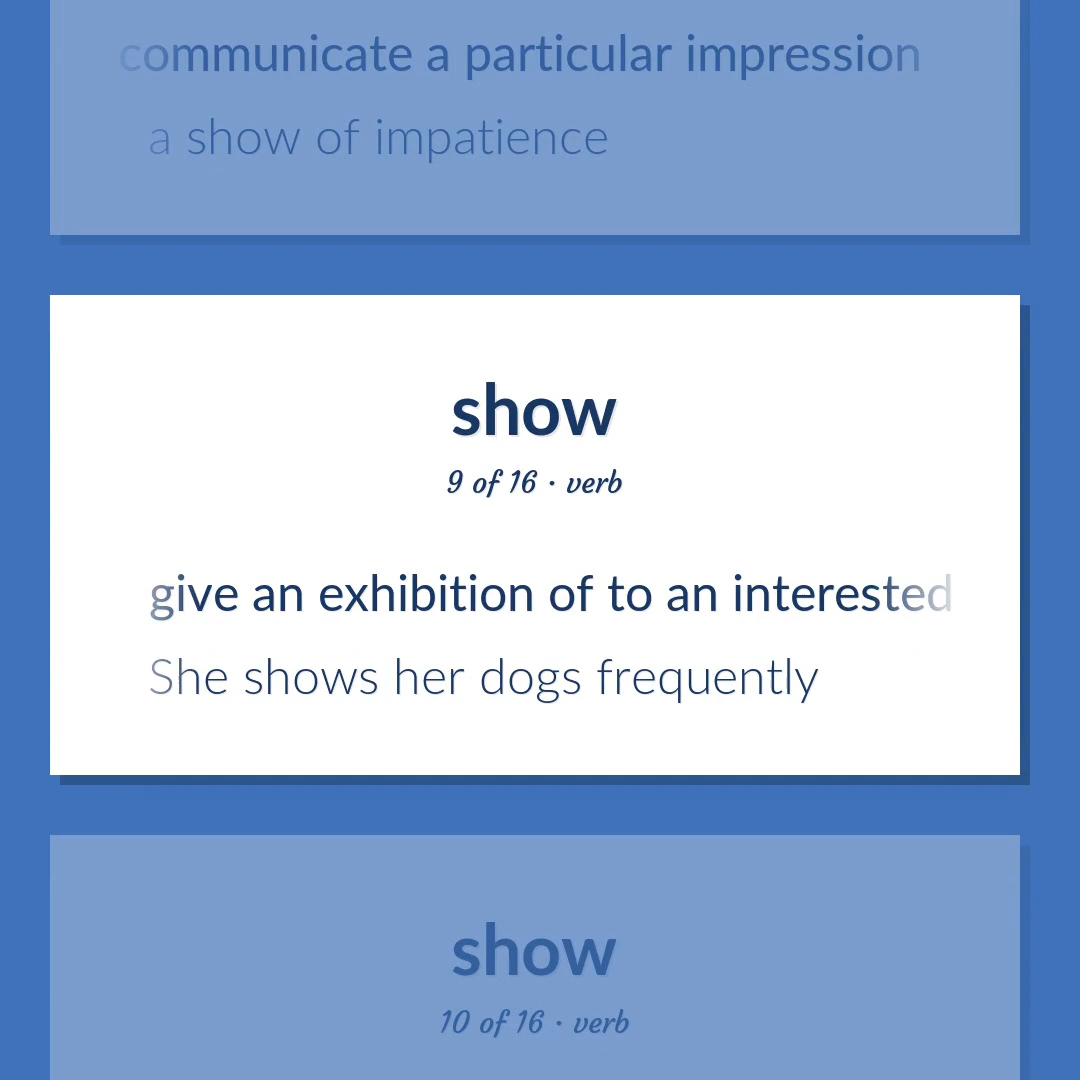 communicate a particular impression
a show of impatience
show
9 of 16 · verb
give an exhibition of to an interested
She shows her dogs frequently
show
10 of 16 · verb